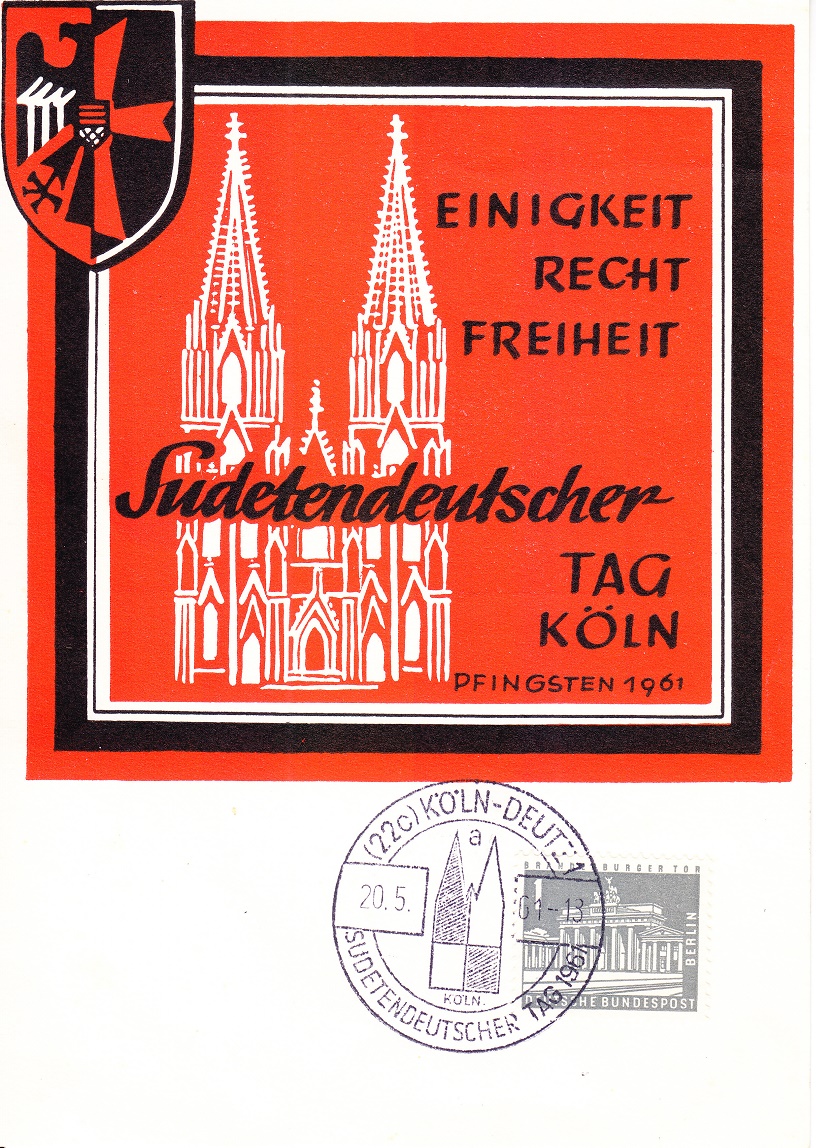 EINIGKEIT
RECHT
FREIHEIT
Sudetendeutscher
TAG
KÖLN
PFINGSTEN 1961
(22c) KÖLN-DEUTZ 1
a
20.5. 61-13
KÖLN.
SUDETENDEUTSCHER TAG 1961
BRANDENBURGER TOR
1
BERLIN
DEUTSCHE BUNDESPOST